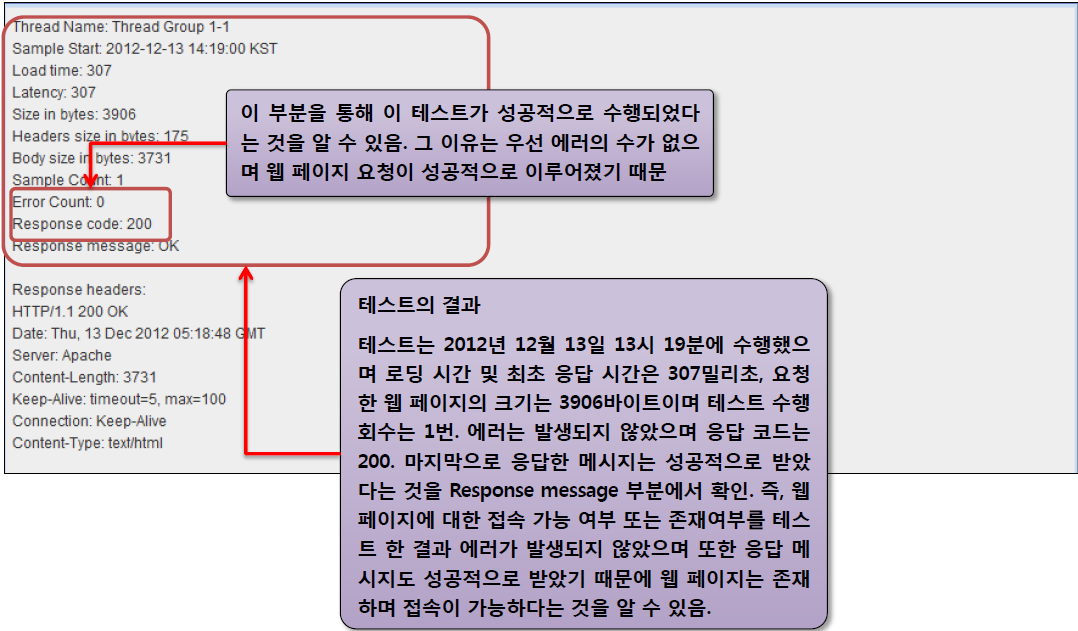 Thread Name: Thread Group 1-1
Sample Start: 2012-12-13 14:19:00 KST
Load time: 307
Latency: 307
Size in bytes: 3906
Headers size in bytes: 175
Body size in bytes: 3731
Sample Count: 1
Error Count: 0
Response code: 200
Response message: OK
이 부분을 통해 이 테스트가 성공적으로 수행되었다
는 것을 알 수 있음. 그 이유는 우선 에러의 수가 없으
며 웹 페이지 요청이 성공적으로 이루어졌기 때문
Response headers:
HTTP/1.1 200 OK
Date: Thu, 13 Dec 2012 05:18:48 GMT
Server: Apache
Content-Length: 3731
Keep-Alive: timeout=5, max=100
Connection: Keep-Alive
Content-Type: text/html
테스트의 결과
테스트는 2012년 12월 13일 13시 19분에 수행했으
며 로딩 시간 및 최초 응답 시간은 307밀리초, 요청
한 웹 페이지의 크기는 3906바이트이며 테스트 수행
회수는 1번. 에러는 발생되지 않았으며 응답 코드는
200. 마지막으로 응답한 메시지는 성공적으로 받았
다는 것을 Response message 부분에서 확인. 즉, 웹
페이지에 대한 접속 가능 여부 또는 존재여부를 테스
트 한 결과 에러가 발생되지 않았으며 또한 응답 메
시지도 성공적으로 받았기 때문에 웹 페이지는 존재
하며 접속이 가능하다는 것을 알 수 있음.